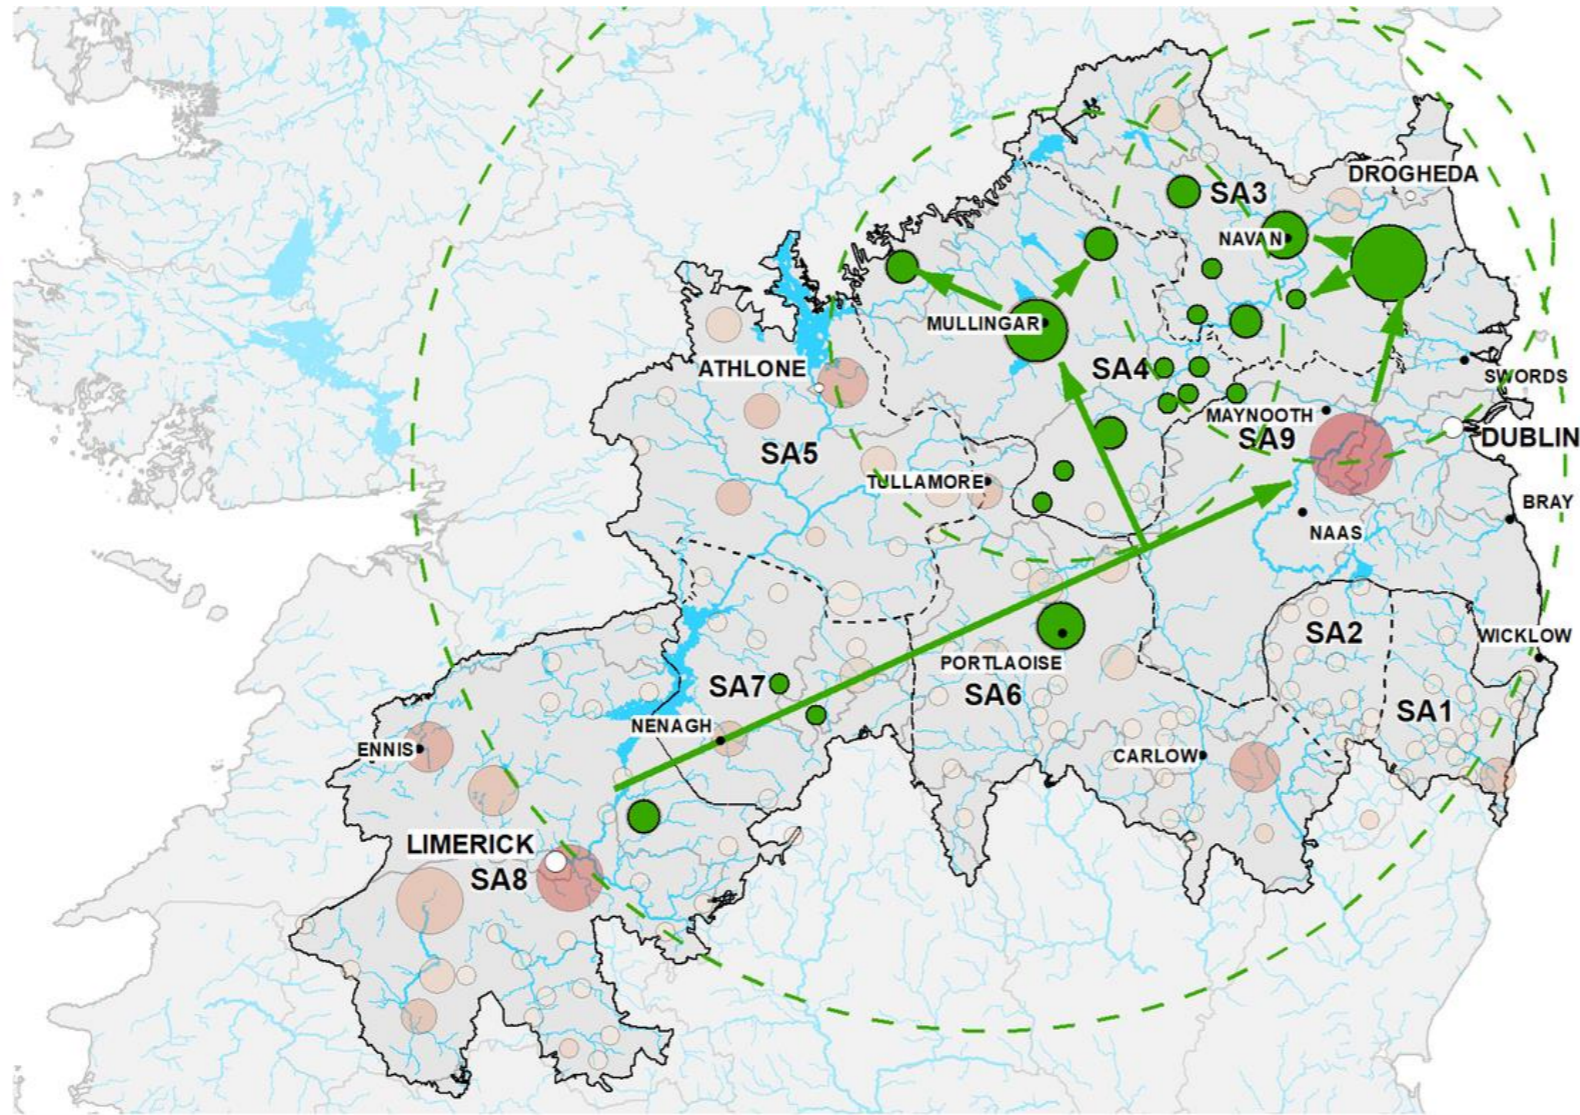 DROGHEDA
SA3
NAVAN
MULLINGAR
ATHLONE
SA4
SWORDS
MAYNOOTH
SA9
DUBLIN
SA5
TULLAMORE
BRAY
NAAS
SA2
WICKLOW
PORTLAOISE
SA7
SA6
SA1
NENAGH
ENNIS
CARLOW
LIMERICK
SA8